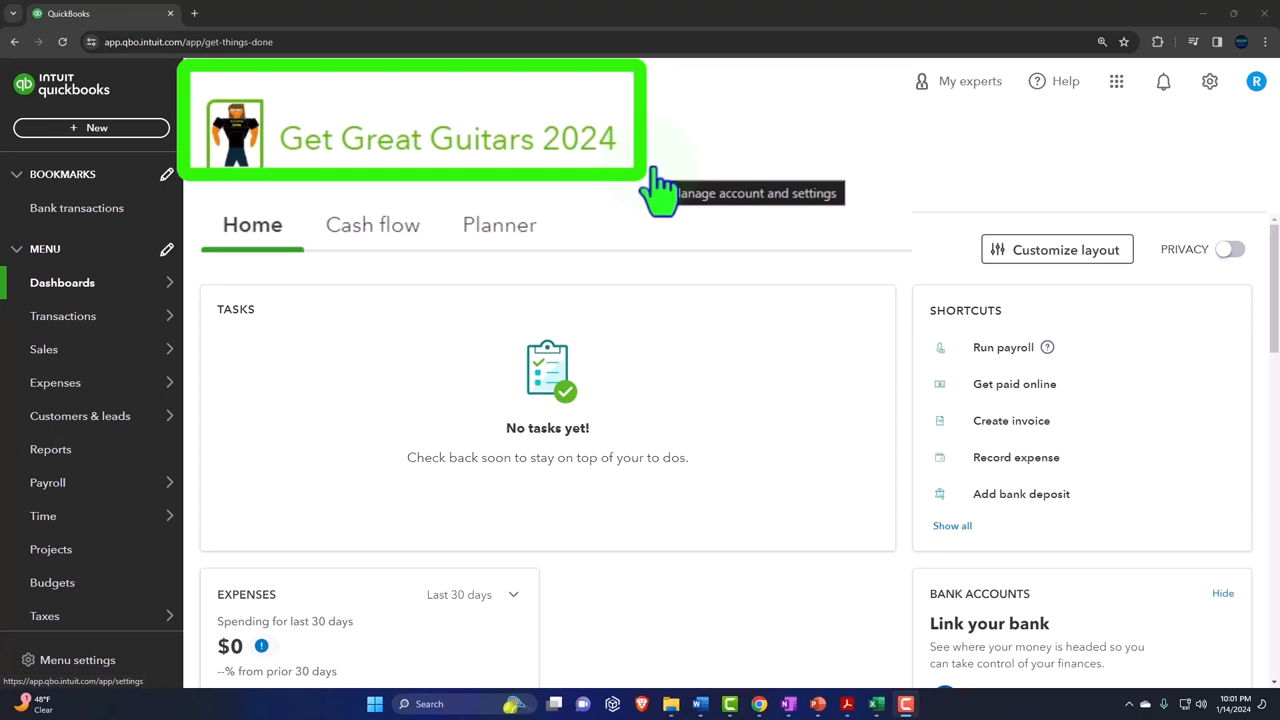 QuickBooks
app.qbo.intuit.com/app/get-things-done
INTUIT
quickbooks
+ New
BOOKMARKS
Bank transactions
MENU
Dashboards
Transactions
Sales
Expenses
Customers & leads
Reports
Payroll
Time
Projects
Budgets
Taxes
Menu settings
https://app.qbo.intuit.com/app/settings
Get Great Guitars 2024
My experts
Help
R
anage account and settings
Home
Cash flow
Planner
Customize layout
PRIVACY
TASKS
No tasks yet!
Check back soon to stay on top of your to dos.
SHORTCUTS
Run payroll
Get paid online
Create invoice
Record expense
Add bank deposit
Show all
EXPENSES
Last 30 days
Spending for last 30 days
$0
--% from prior 30 days
BANK ACCOUNTS
Hide
Link your bank
See where your money is headed so you
can take control of your finances.
48°F
Clear
Search
10:01 PM
1/14/2024